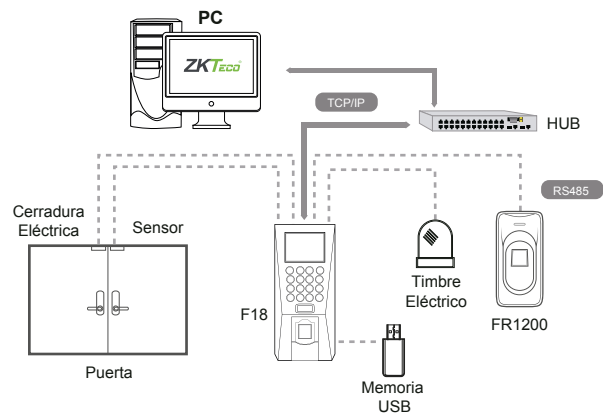 PC
ZKTeco
TCP/IP
HUB
RS485
Cerradura
Eléctrica
Sensor
Timbre
Eléctrico
F18
FR1200
Puerta
Memoria
USB